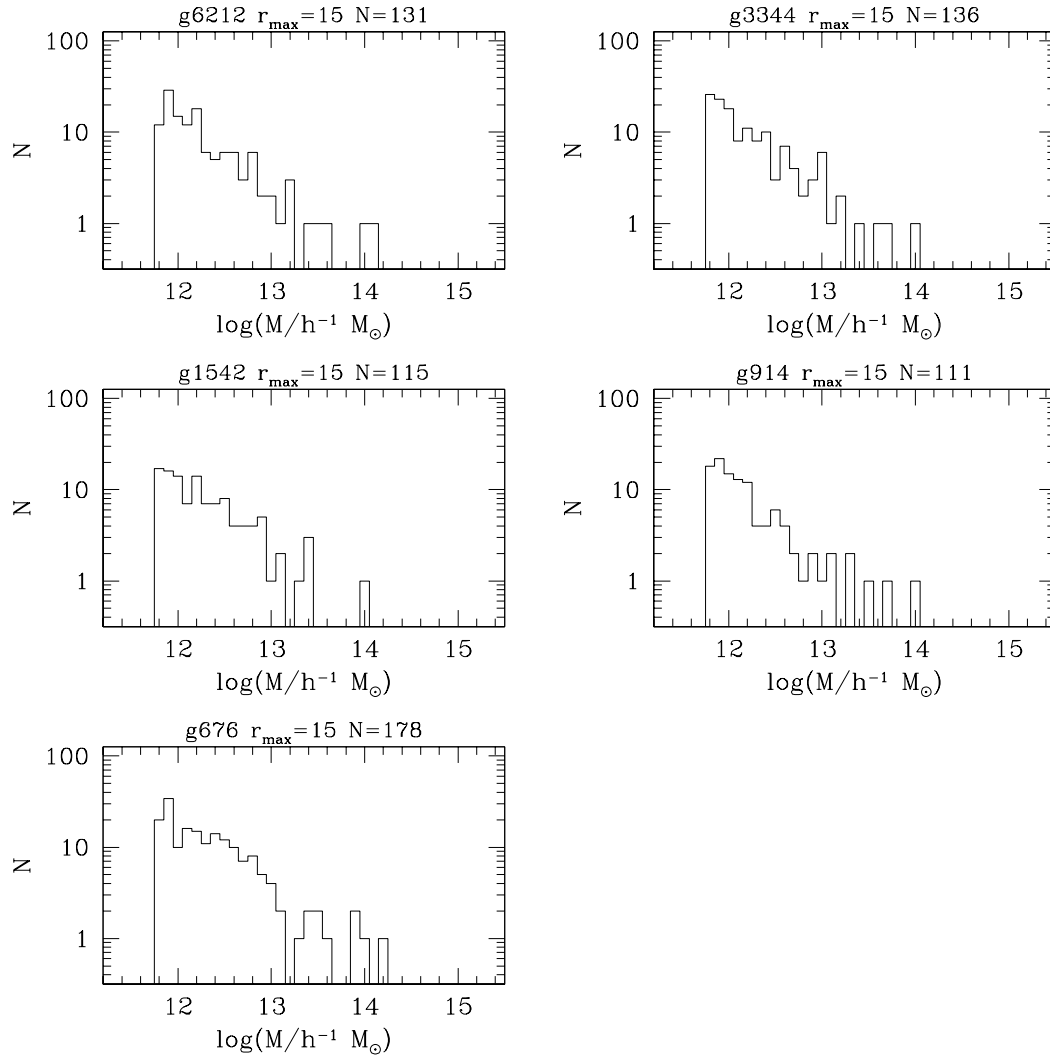 g6212 r_max=15 N=131
100
10
1
N
12 13 14 15
log(M/h⁻¹ M⊙)
g3344 r_max=15 N=136
100
10
1
N
12 13 14 15
log(M/h⁻¹ M⊙)
g1542 r_max=15 N=115
100
10
1
N
12 13 14 15
log(M/h⁻¹ M⊙)
g914 r_max=15 N=111
100
10
1
N
12 13 14 15
log(M/h⁻¹ M⊙)
g676 r_max=15 N=178
100
10
1
N
12 13 14 15
log(M/h⁻¹ M⊙)